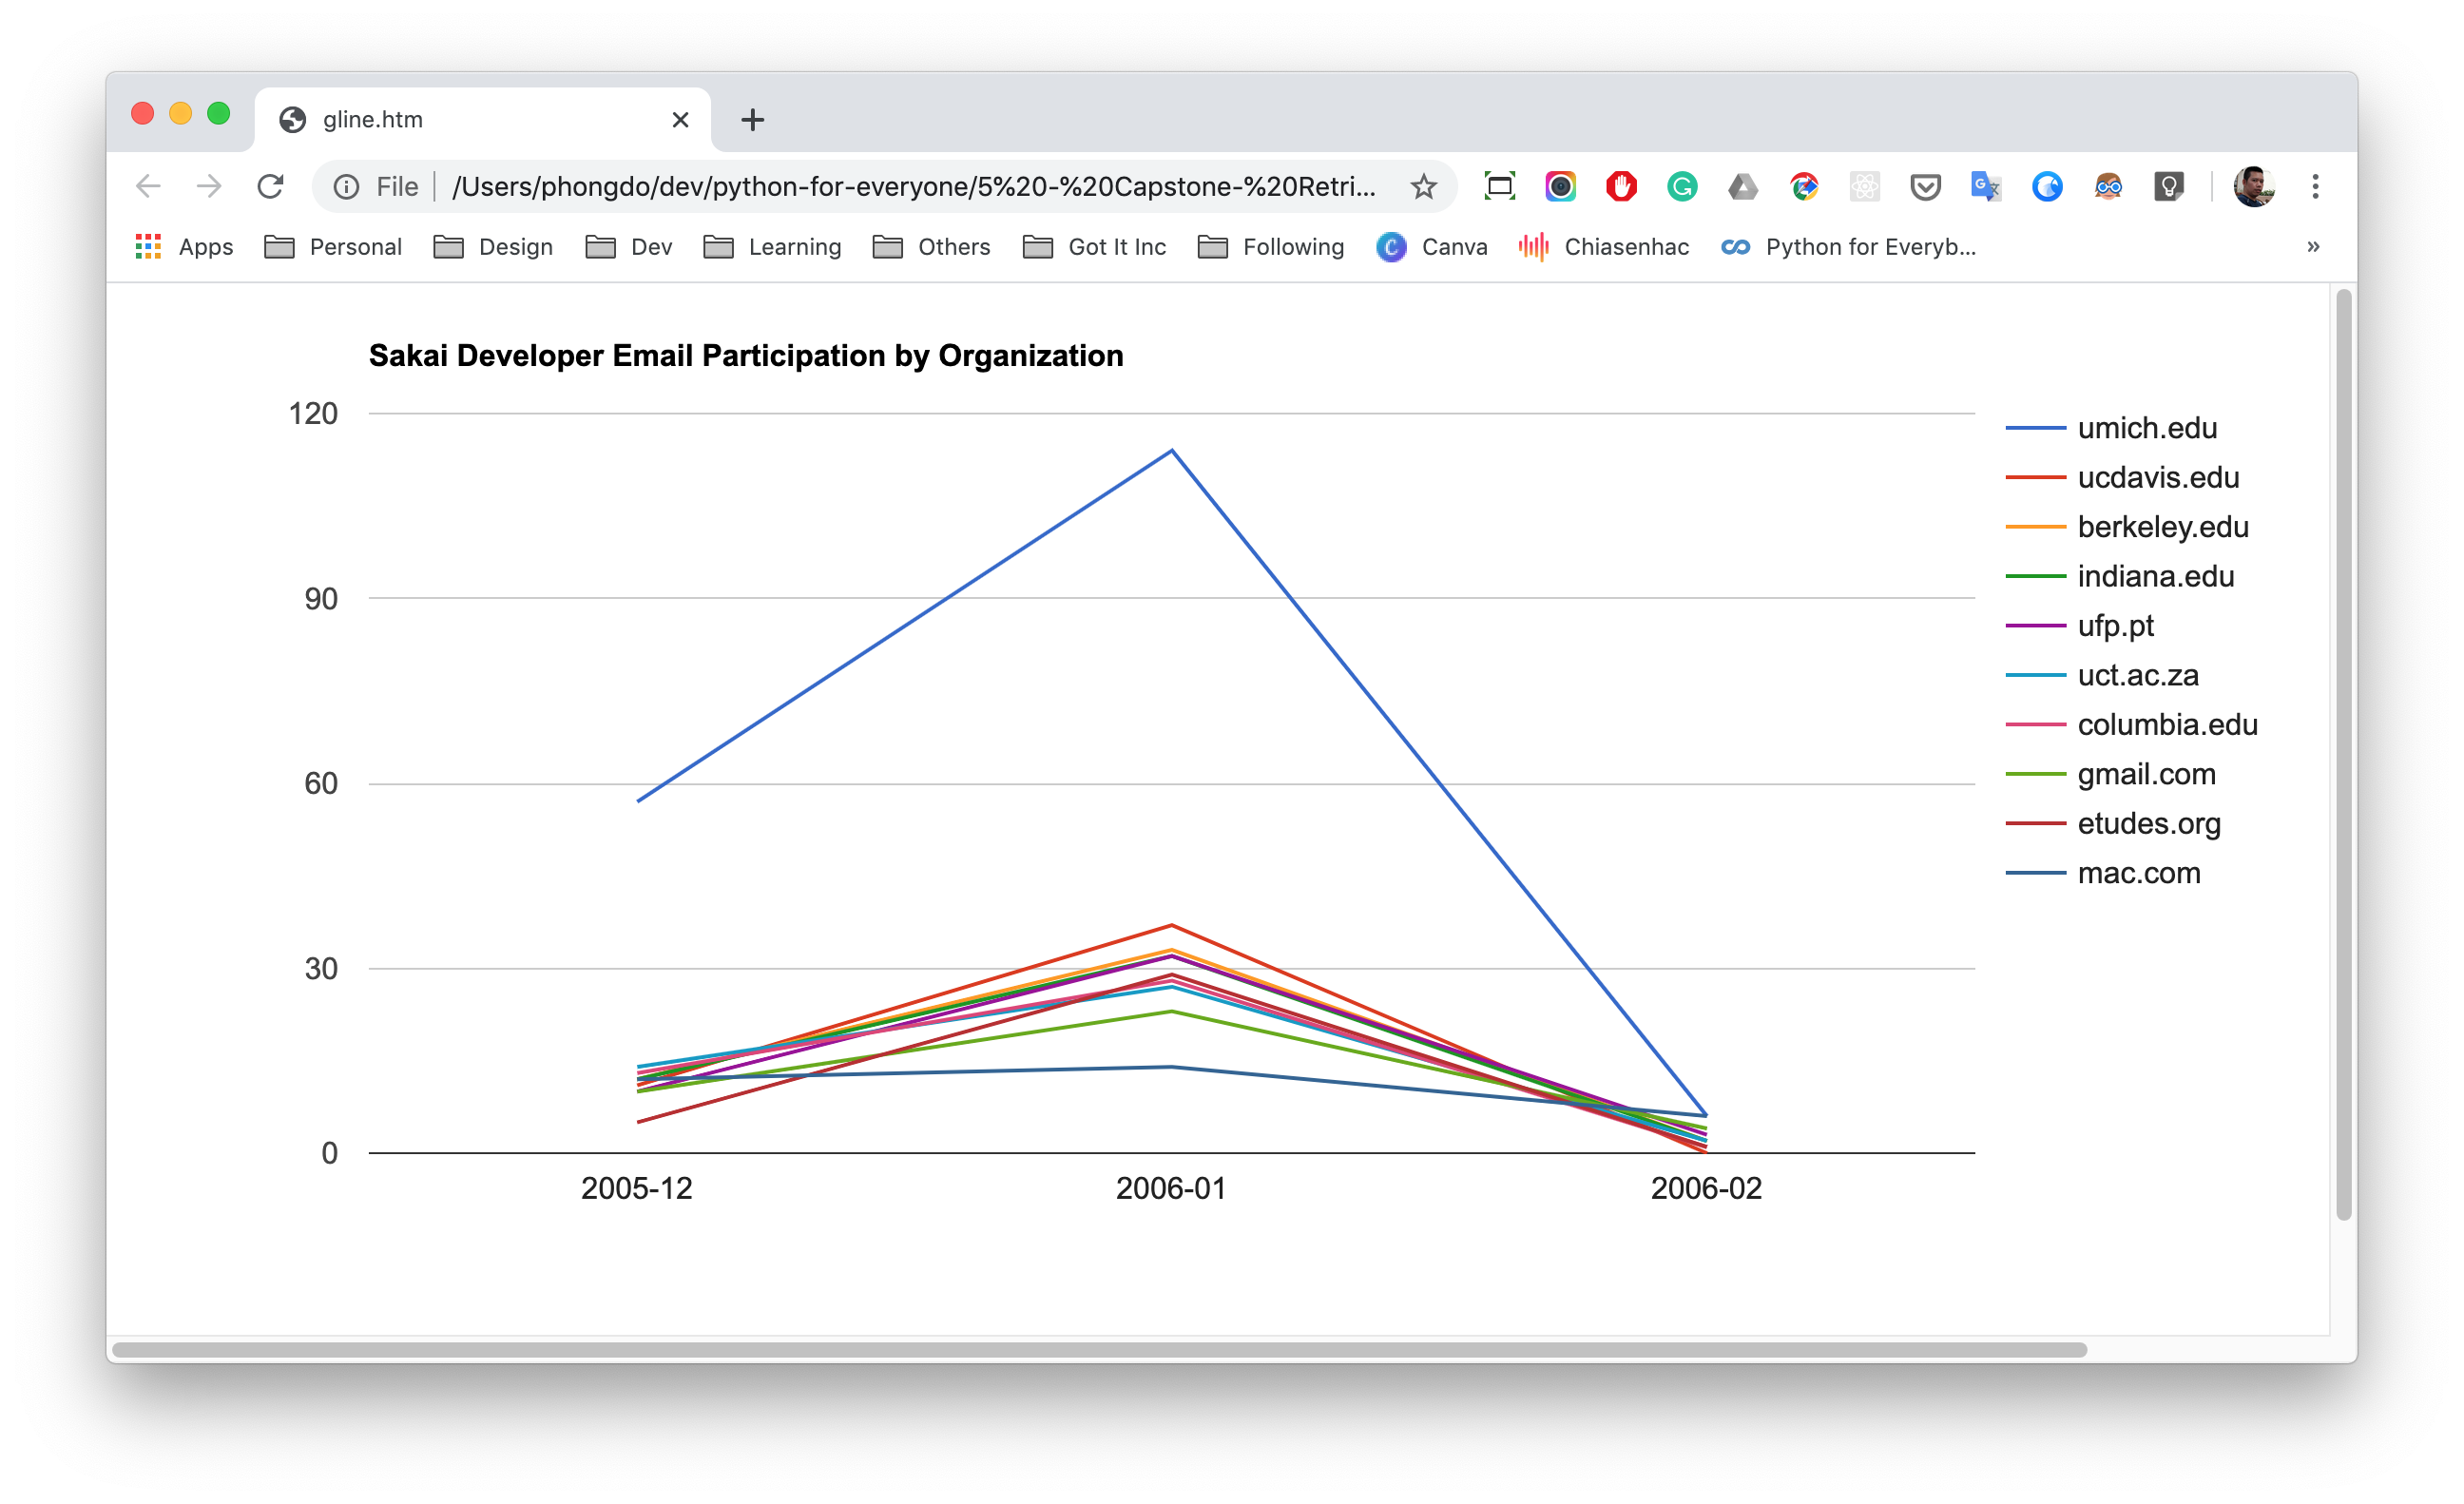 gline.htm
File /Users/phongdo/dev/python-for-everyone/5%20-%20Capstone-%20Retri...
Apps Personal Design Dev Learning Others Got It Inc Following Canva Chiasenhac Python for Everyb...
Sakai Developer Email Participation by Organization
120
90
60
30
0
2005-12 2006-01 2006-02
umich.edu
ucdavis.edu
berkeley.edu
indiana.edu
ufp.pt
uct.ac.za
columbia.edu
gmail.com
etudes.org
mac.com